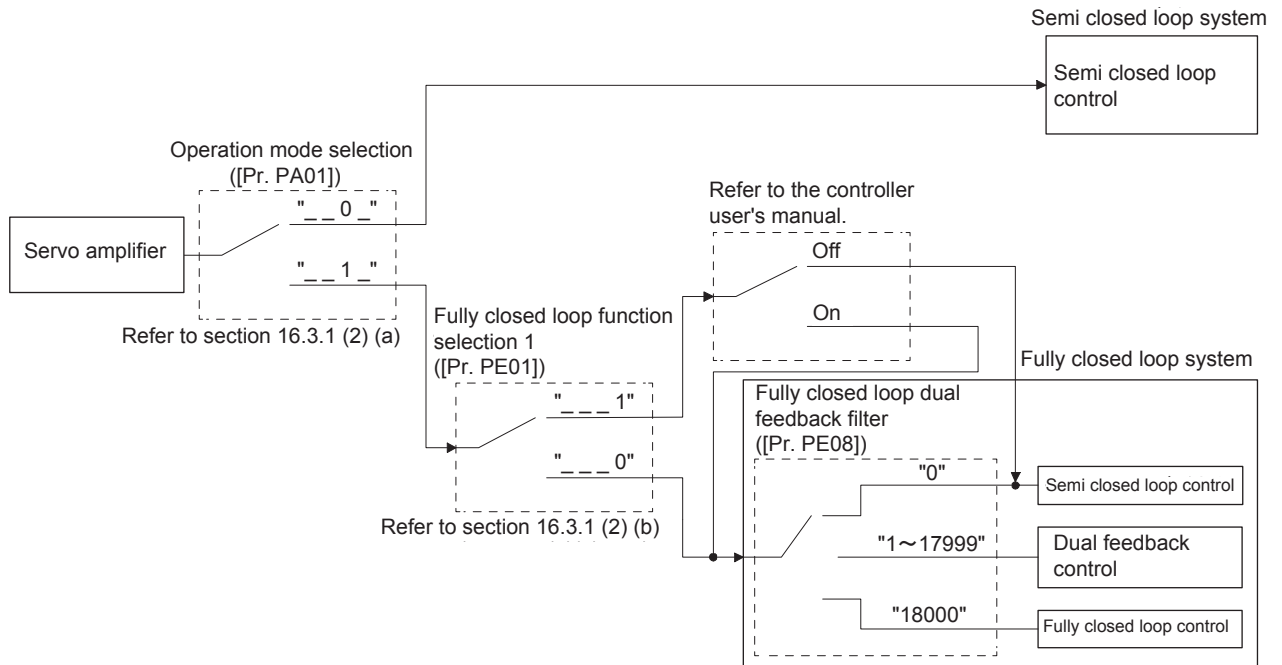 Semi closed loop system
Semi closed loop
control
Operation mode selection
([Pr. PA01])
"_ _ 0 _"
"_ _ 1 _"
Servo amplifier
Refer to section 16.3.1 (2) (a)
Refer to the controller
user's manual.
Off
On
Fully closed loop function
selection 1
([Pr. PE01])
"_ _ _ 1"
"_ _ _ 0"
Refer to section 16.3.1 (2) (b)
Fully closed loop system
Fully closed loop dual
feedback filter
([Pr. PE08])
"0"
Semi closed loop control
"1～17999"
Dual feedback
control
"18000"
Fully closed loop control